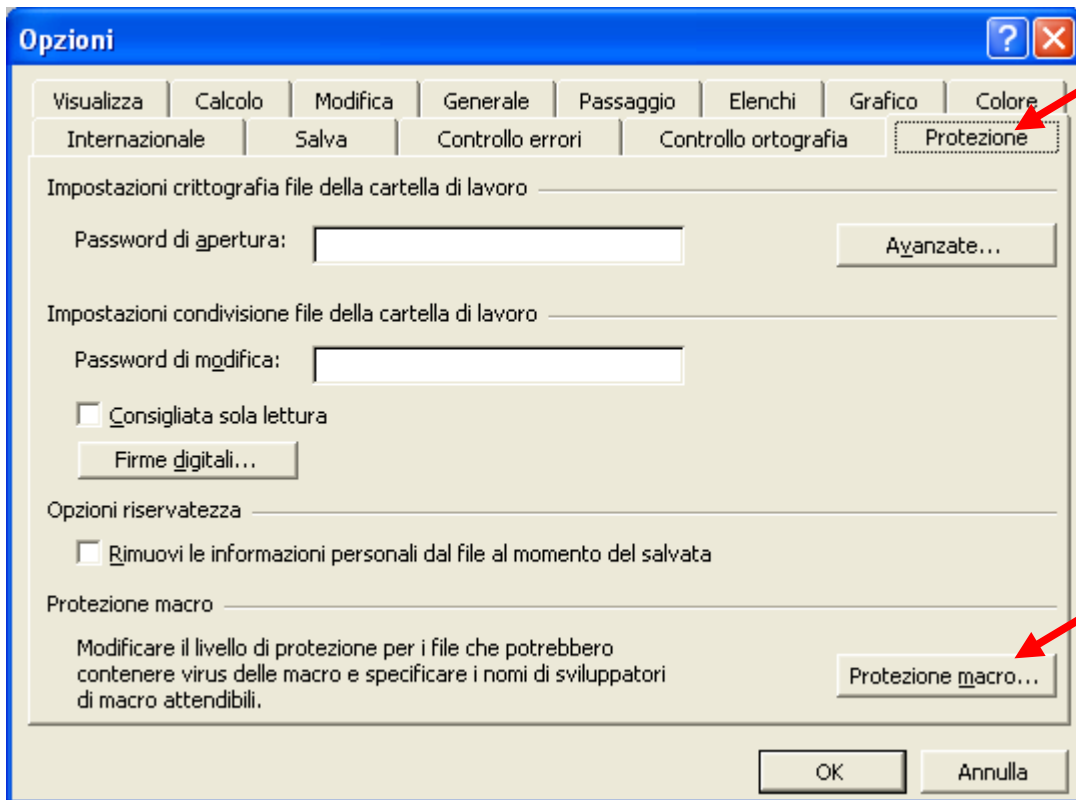 Opzioni
Visualizza Calcolo Modifica Generale Passaggio Elenchi Grafico Colore
Internazionale Salva Controllo errori Controllo ortografia Protezione
Impostazioni crittografia file della cartella di lavoro
Password di apertura:
Avanzate...
Impostazioni condivisione file della cartella di lavoro
Password di modifica:
Consigliata sola lettura
Firme digitali...
Opzioni riservatezza
Rimuovi le informazioni personali dal file al momento del salvata
Protezione macro
Modificare il livello di protezione per i file che potrebbero
contenere virus delle macro e specificare i nomi di sviluppatori
di macro attendibili.
Protezione macro...
OK Annulla